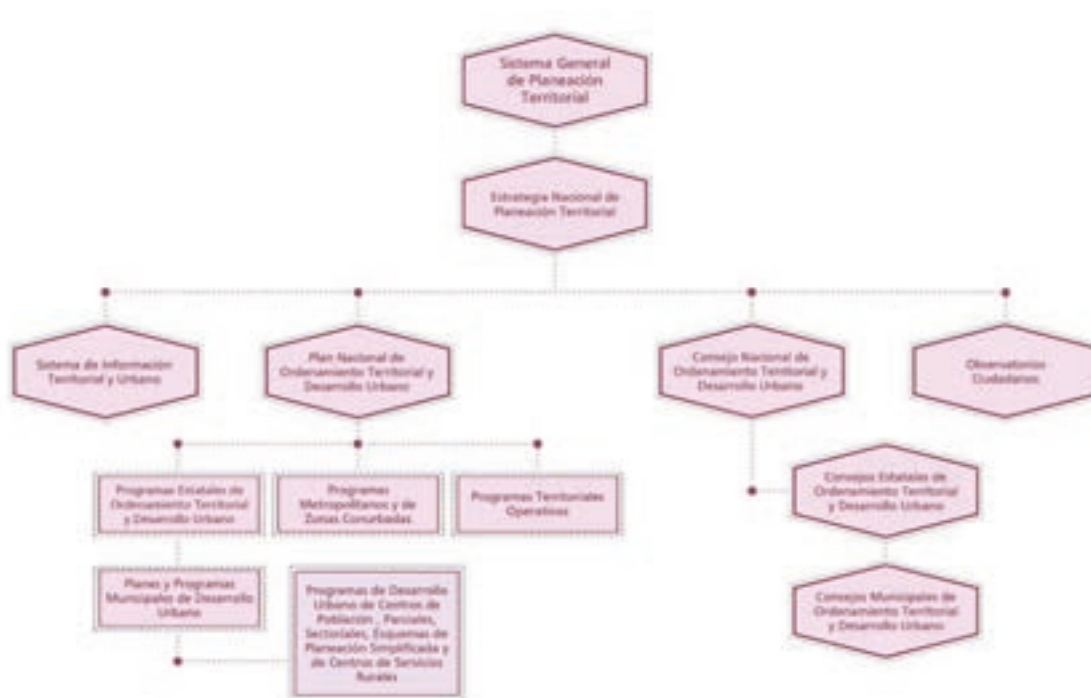 Sistema General
de Planeación
Territorial
Estrategia Nacional de
Planeación Territorial
Sistema de Información
Territorial y Urbano
Plan Nacional de
Ordenamiento Territorial y
Desarrollo Urbano
Consejo Nacional de
Ordenamiento Territorial y
Desarrollo Urbano
Observatorios
Ciudadanos
Programas Estatales de
Ordenamiento Territorial
y Desarrollo Urbano
Programas
Metropolitanos y de
Zonas Conurbadas
Programas Territoriales
Operativos
Consejos Estatales de
Ordenamiento Territorial
y Desarrollo Urbano
Planes y Programas
Municipales de Desarrollo
Urbano
Programas de Desarrollo
Urbano de Centros de
Población , Parciales,
Sectoriales, Esquemas de
Planeación Simplificada y
de Centros de Servicios
Rurales
Consejos Municipales de
Ordenamiento Territorial
y Desarrollo Urbano